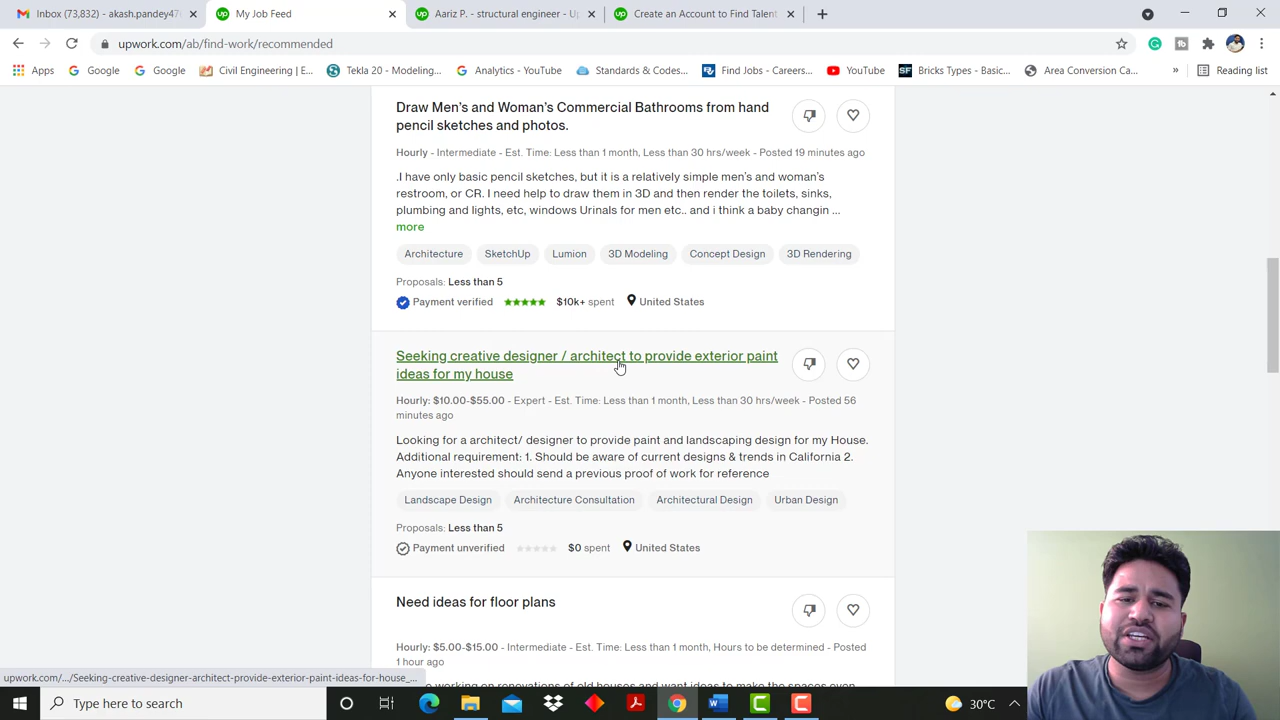 Inbox (73,832) - akash.pandey47
My Job Feed
Aariz P. - structural engineer - Up
Create an Account to Find Talent
upwork.com/ab/find-work/recommended
Apps
Google
Google
Civil Engineering | E...
Tekla 20 - Modeling...
Analytics - YouTube
Standards & Codes...
Find Jobs - Careers...
YouTube
Bricks Types - Basic...
Area Conversion Ca...
»
Reading list
Draw Men's and Woman's Commercial Bathrooms from hand
pencil sketches and photos.
Hourly - Intermediate - Est. Time: Less than 1 month, Less than 30 hrs/week - Posted 19 minutes ago
.I have only basic pencil sketches, but it is a relatively simple men's and woman's
restroom, or CR. I need help to draw them in 3D and then render the toilets, sinks,
plumbing and lights, etc, windows Urinals for men etc.. and i think a baby changin ...
more
Architecture
SketchUp
Lumion
3D Modeling
Concept Design
3D Rendering
Proposals: Less than 5
Payment verified
$10k+ spent
United States
Seeking creative designer / architect to provide exterior paint
ideas for my house
Hourly: $10.00-$55.00 - Expert - Est. Time: Less than 1 month, Less than 30 hrs/week - Posted 56
minutes ago
Looking for a architect/ designer to provide paint and landscaping design for my House.
Additional requirement: 1. Should be aware of current designs & trends in California 2.
Anyone interested should send a previous proof of work for reference
Landscape Design
Architecture Consultation
Architectural Design
Urban Design
Proposals: Less than 5
Payment unverified
$0 spent
United States
Need ideas for floor plans
Hourly: $5.00-$15.00 - Intermediate - Est. Time: Less than 1 month, Hours to be determined - Posted
1 hour ago
working on renovations of old houses and want ideas to make the spaces even
upwork.com/.../Seeking-creative-designer-architect-provide-exterior-paint-ideas-for-house_...
Type here to search
30°C